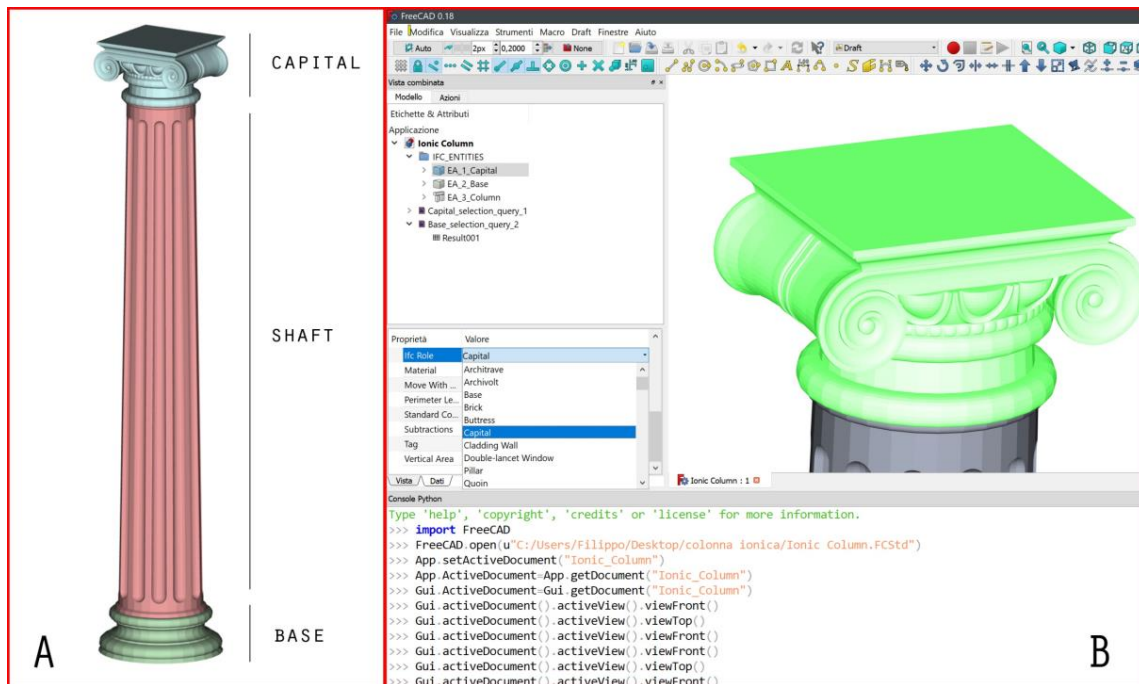 CAPITAL
SHAFT
BASE
A
FreeCAD 0.18
File Modifica Visualizza Strumenti Macro Draft Finestre Aiuto
Auto 2px 0,2000 None Draft
Vista combinata
Modello Azioni
Etichette & Attributi
Applicazione
Ionic Column
IFC_ENTITIES
EA_1_Capital
EA_2_Base
EA_3_Column
Capital_selection_query_1
Base_selection_query_2
Result001
Proprietà Valore
Ifc Role Capital
Material Architrave
Move With ... Archivolt
Perimeter Le... Base
Standard Co... Brick
Subtractions Buttress
Tag Capital
Vertical Area Cladding Wall
Double-lancet Window
Pillar
Quoin
Vista Dati
Ionic Column : 1
Console Python
Type 'help', 'copyright', 'credits' or 'license' for more information.
>>> import FreeCAD
>>> FreeCAD.open(u"C:/Users/Filippo/Desktop/colonna ionica/Ionic Column.FCStd")
>>> App.setActiveDocument("Ionic_Column")
>>> App.ActiveDocument=App.getDocument("Ionic_Column")
>>> Gui.ActiveDocument=Gui.getDocument("Ionic_Column")
>>> Gui.activeDocument().activeView().viewFront()
>>> Gui.activeDocument().activeView().viewTop()
>>> Gui.activeDocument().activeView().viewFront()
>>> Gui.activeDocument().activeView().viewFront()
>>> Gui.activeDocument().activeView().viewTop()
>>> Gui.activeDocument().activeView().viewFront()
B